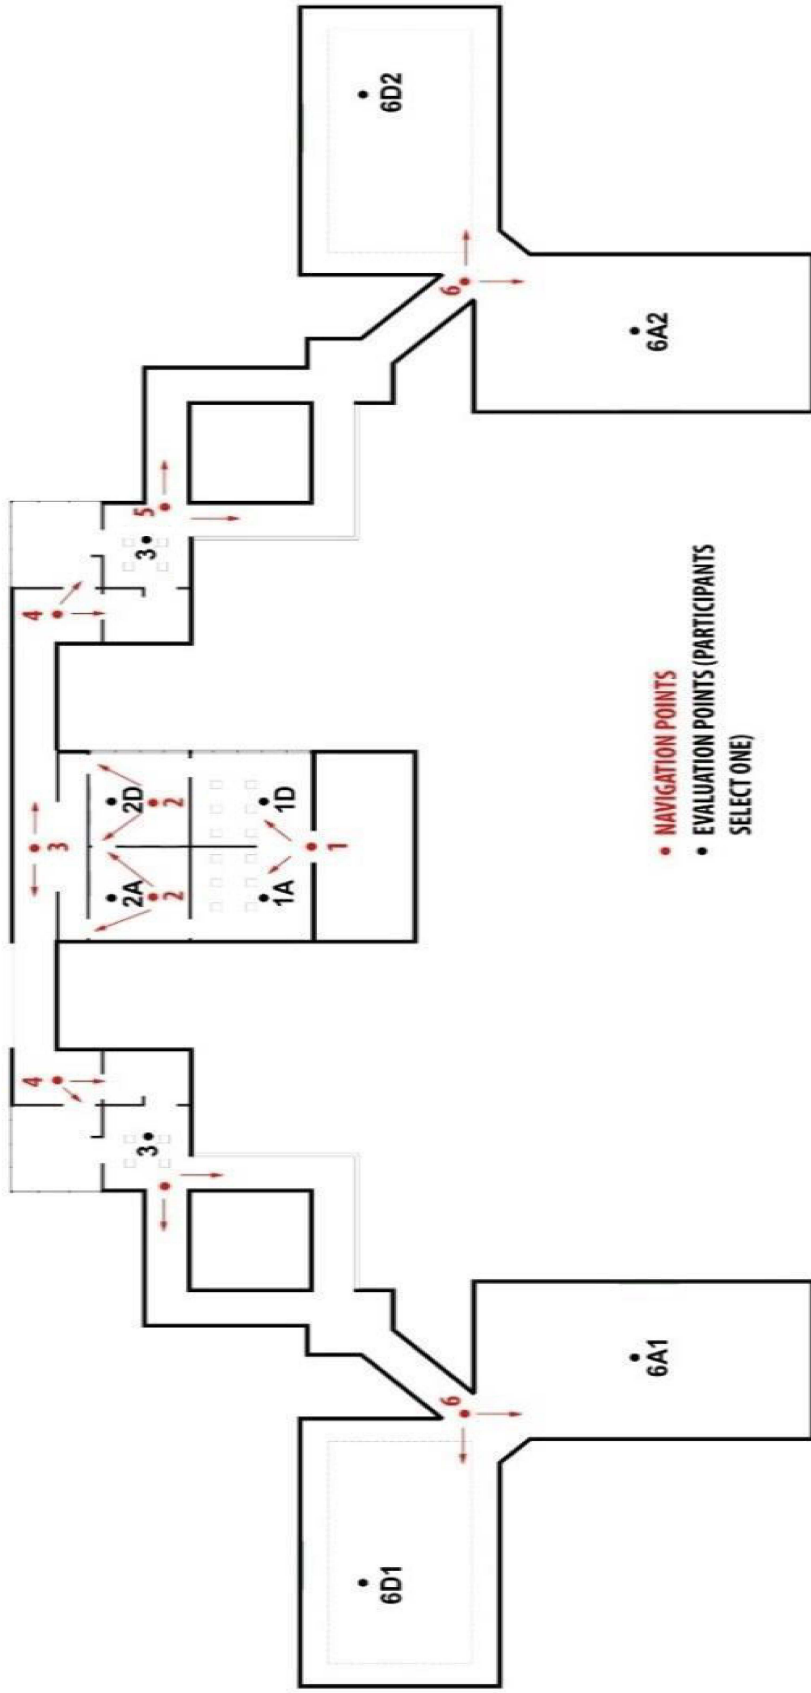 4
4
3
2A
2D
5
3
3
2
2
1A
1D
1
6D1
6D2
6
6
6A1
6A2
NAVIGATION POINTS
EVALUATION POINTS (PARTICIPANTS
SELECT ONE)